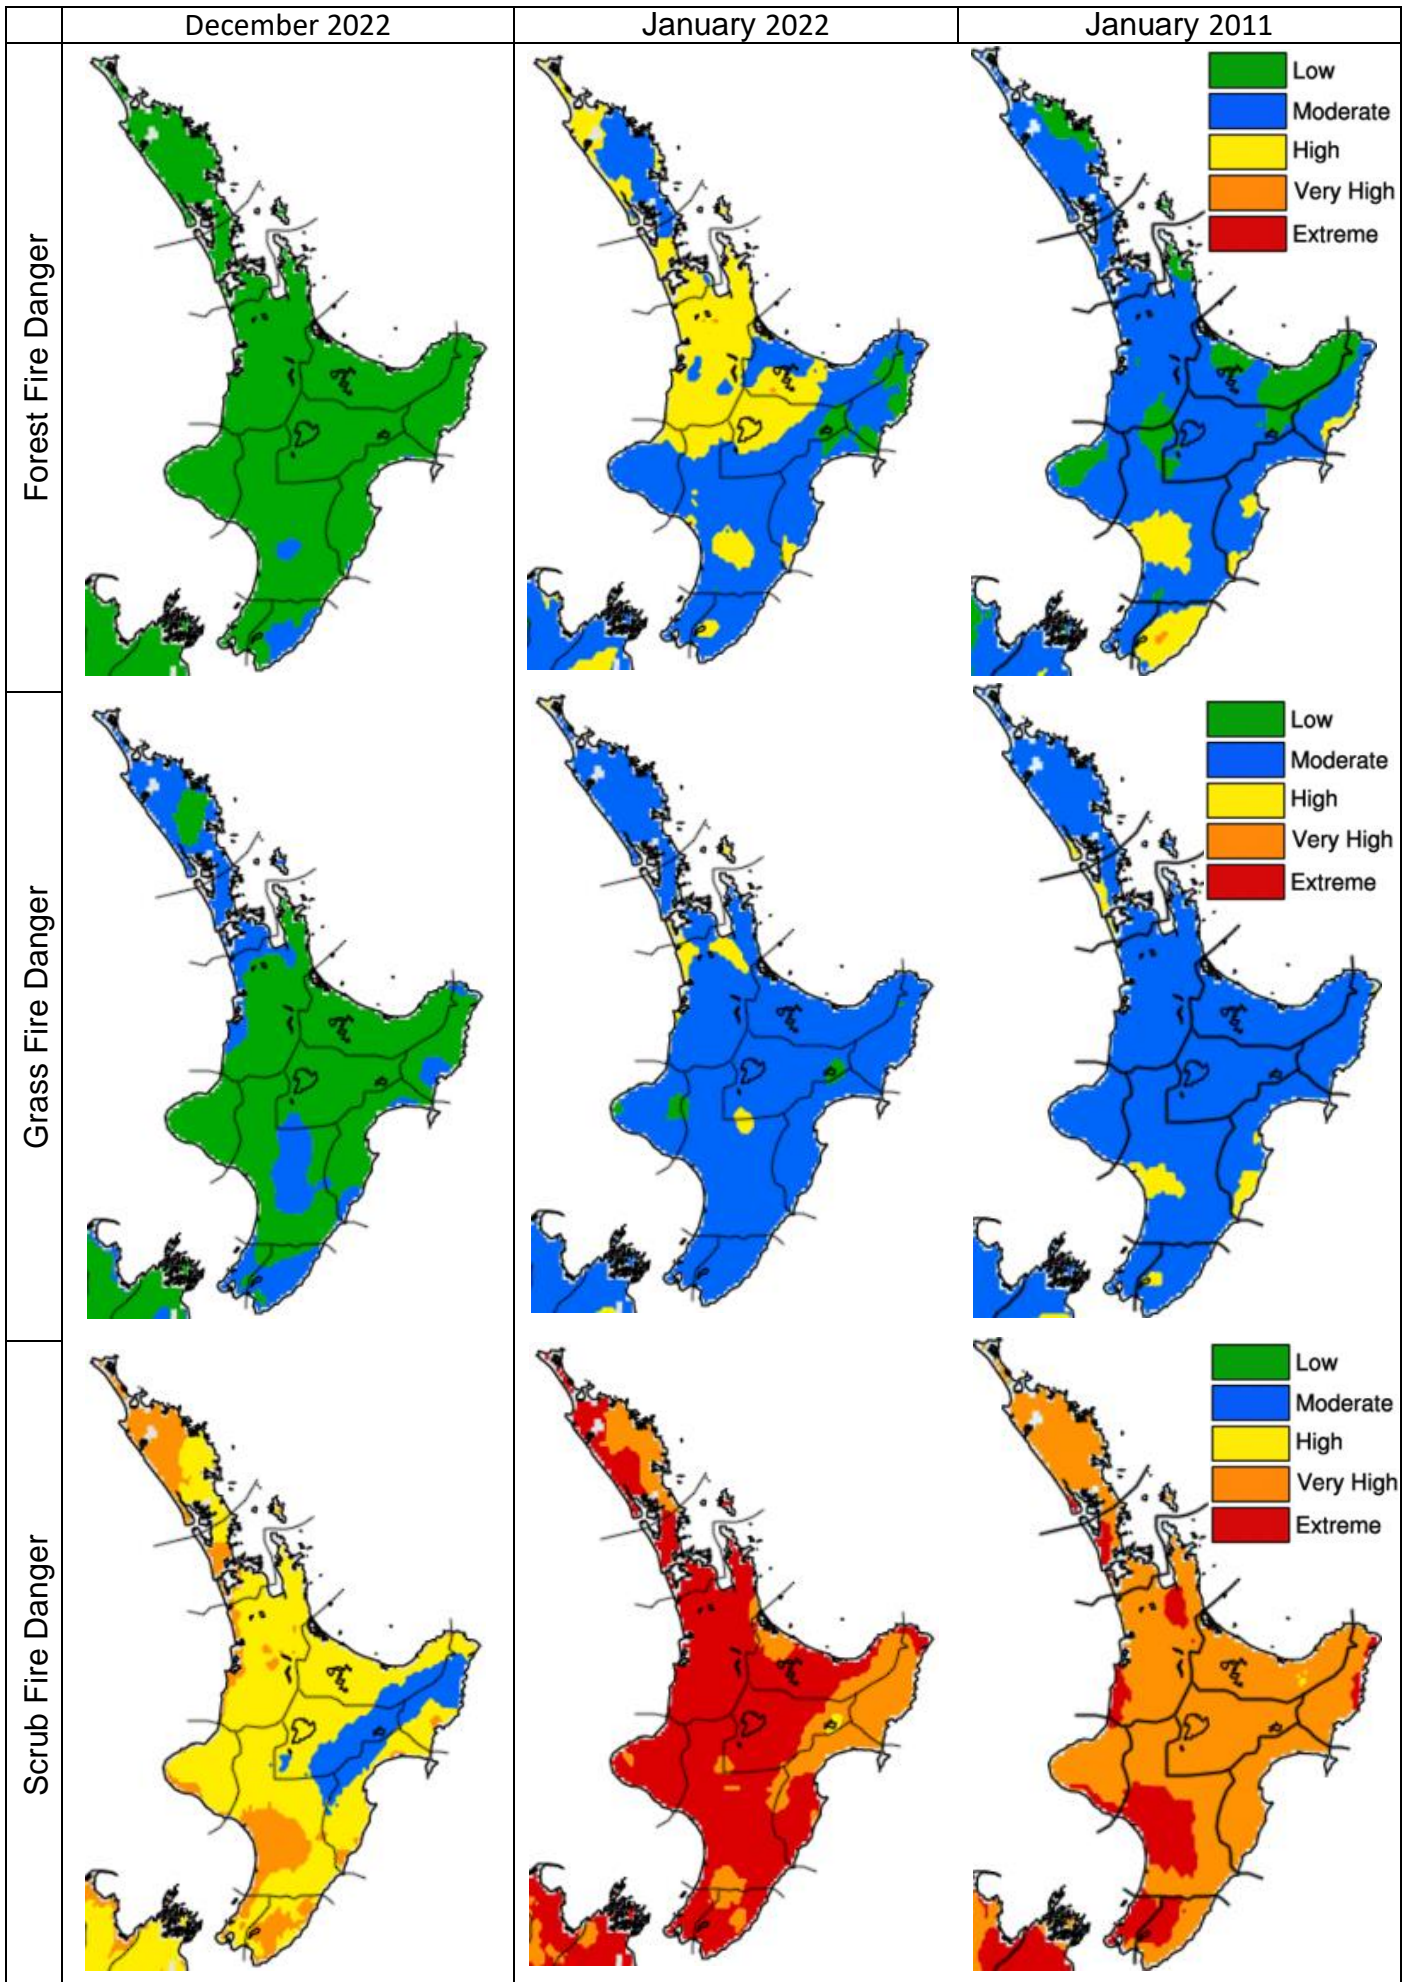 December 2022
January 2022
January 2011
Forest Fire Danger
Low
Moderate
High
Very High
Extreme
Grass Fire Danger
Low
Moderate
High
Very High
Extreme
Scrub Fire Danger
Low
Moderate
High
Very High
Extreme